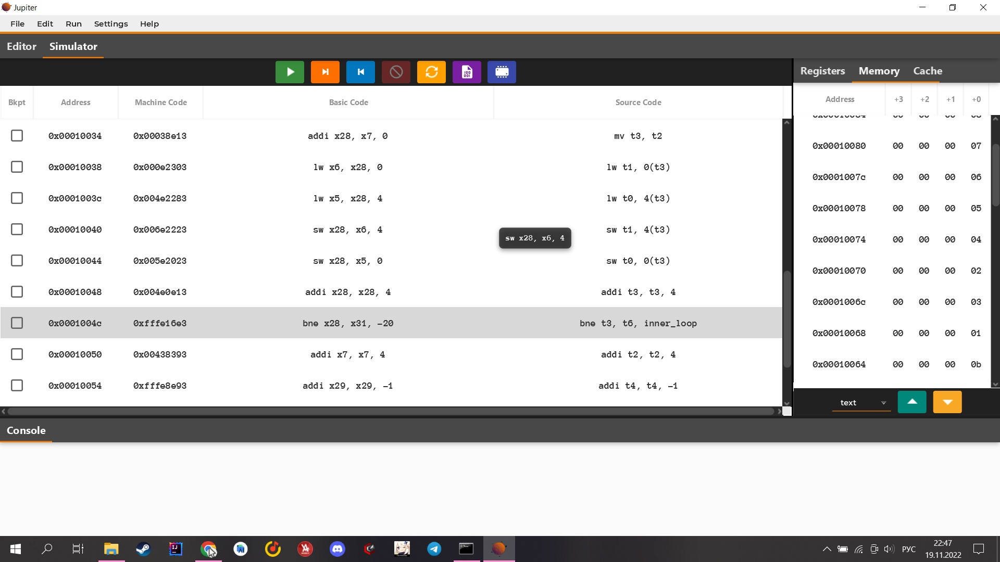 Jupiter
File Edit Run Settings Help
Editor Simulator
Registers Memory Cache
Bkpt Address Machine Code Basic Code Source Code
0x00010034 0x00038e13 addi x28, x7, 0 mv t3, t2
0x00010038 0x000e2303 lw x6, x28, 0 lw t1, 0(t3)
0x0001003c 0x004e2283 lw x5, x28, 4 lw t0, 4(t3)
0x00010040 0x006e2223 sw x28, x6, 4 sw t1, 4(t3)
sw x28, x6, 4
0x00010044 0x005e2023 sw x28, x5, 0 sw t0, 0(t3)
0x00010048 0x004e0e13 addi x28, x28, 4 addi t3, t3, 4
0x0001004c 0xfffe16e3 bne x28, x31, -20 bne t3, t6, inner_loop
0x00010050 0x00438393 addi x7, x7, 4 addi t2, t2, 4
0x00010054 0xfffe8e93 addi x29, x29, -1 addi t4, t4, -1
Address +3 +2 +1 +0
0x00010080 00 00 00 07
0x0001007c 00 00 00 06
0x00010078 00 00 00 05
0x00010074 00 00 00 04
0x00010070 00 00 00 02
0x0001006c 00 00 00 03
0x00010068 00 00 00 01
0x00010064 00 00 00 0b
text
Console
РУС
22:47
19.11.2022